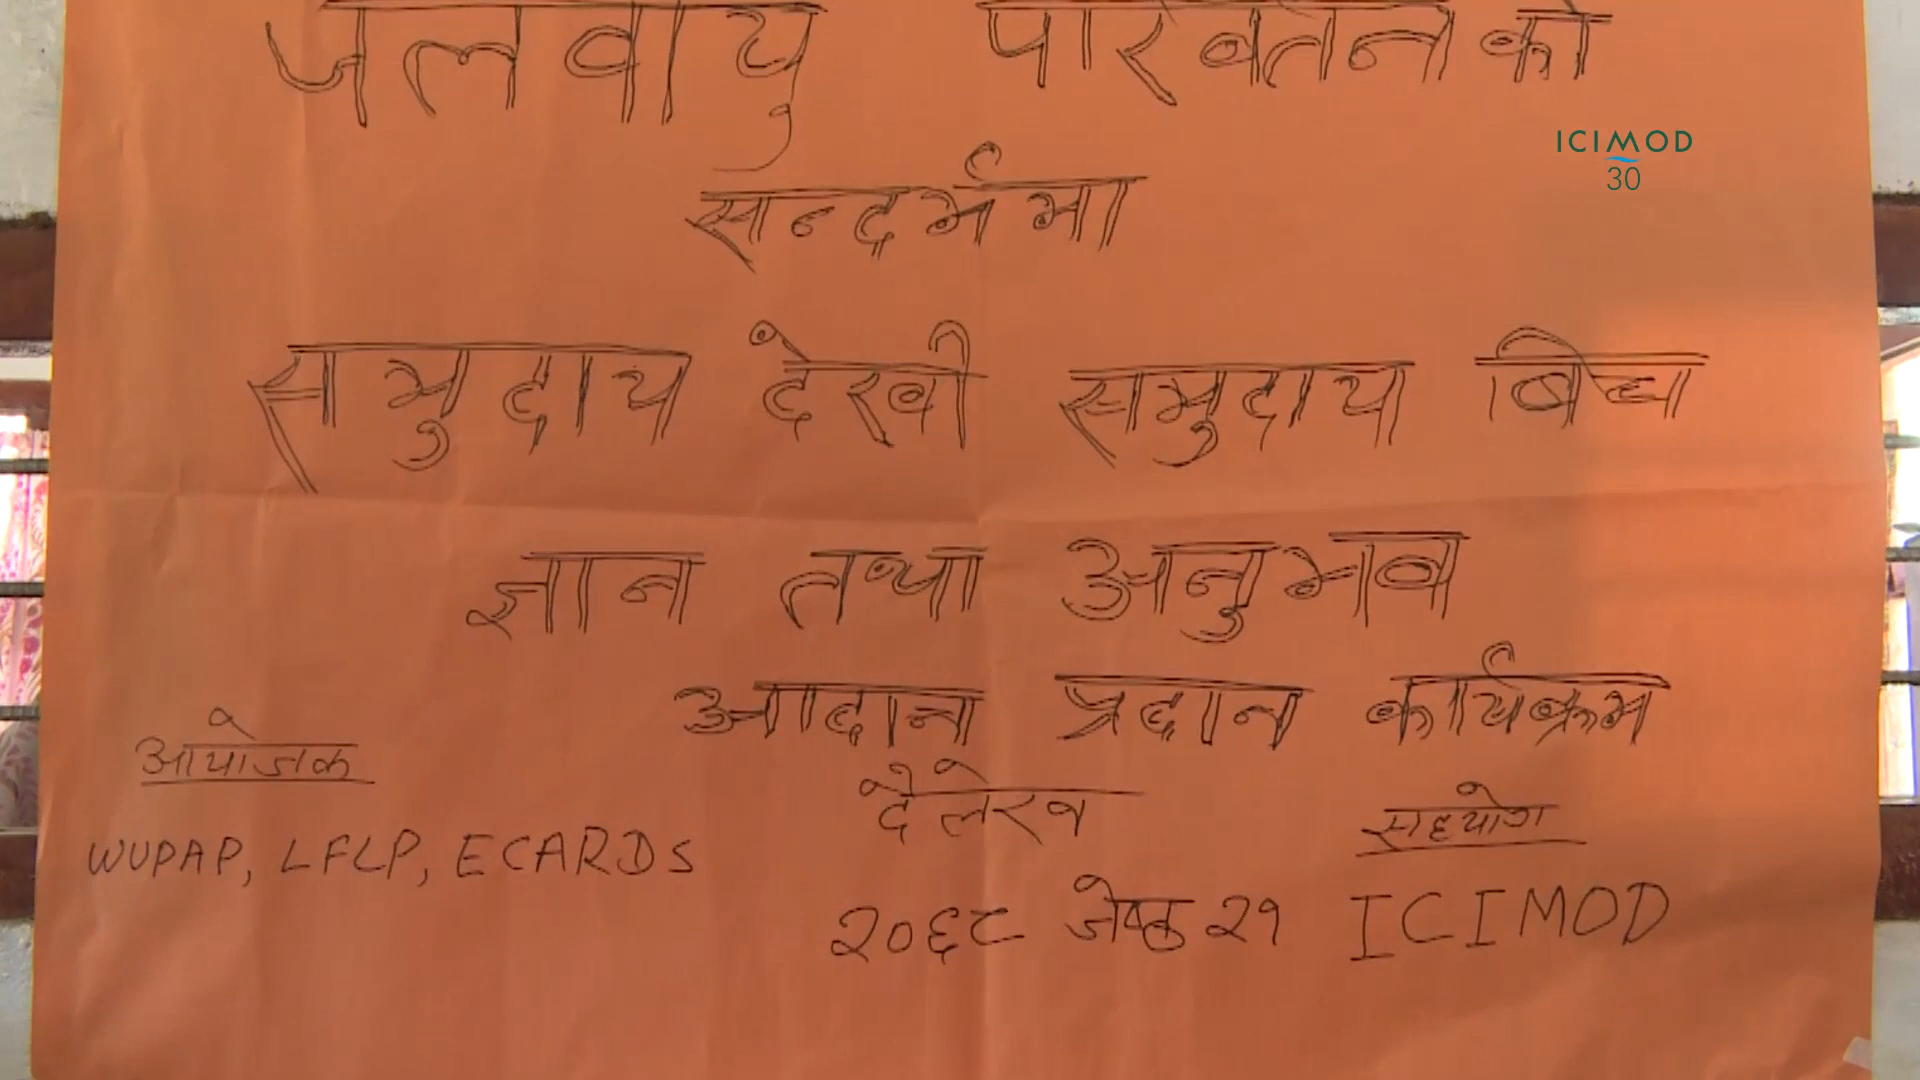 जलवायु परिवर्तनको
ICIMOD
30
सन्दर्भमा
समुदाय देखी समुदाय बिच
ज्ञान तथा अनुभव
आदान प्रदान कार्यक्रम
आयोजक
दैलेख
सहयोग
WUPAP, LFLP, ECARDS
२०६८ जेष्ठ २१
ICIMOD